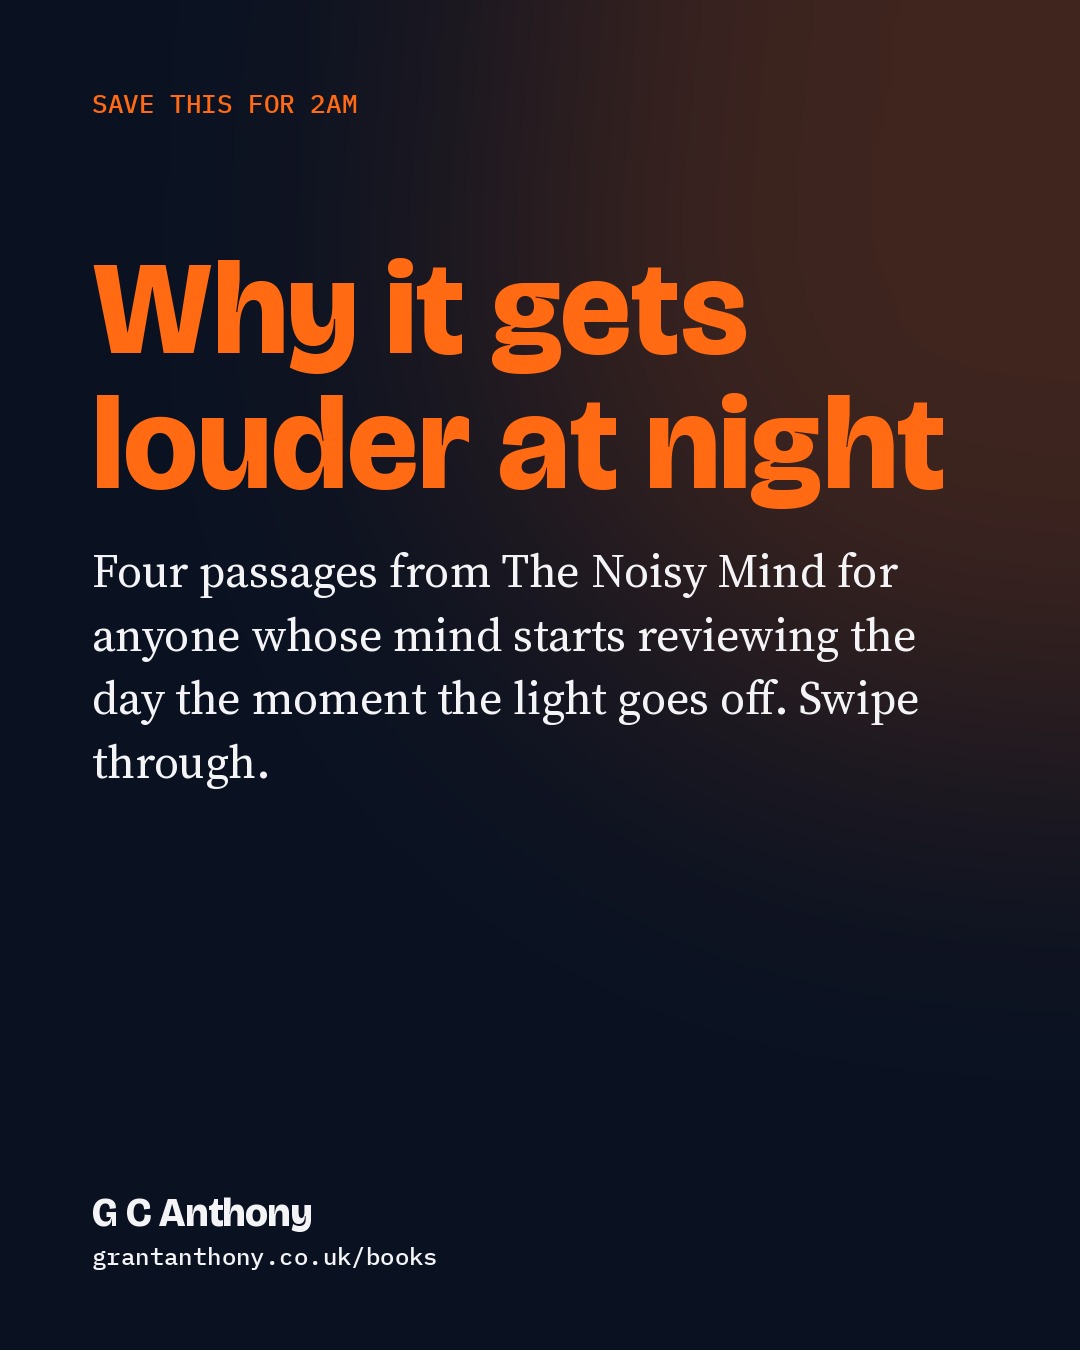 SAVE THIS FOR 2AM
Why it gets
louder at night
Four passages from The Noisy Mind for
anyone whose mind starts reviewing the
day the moment the light goes off. Swipe
through.
G C Anthony
grantanthony.co.uk/books